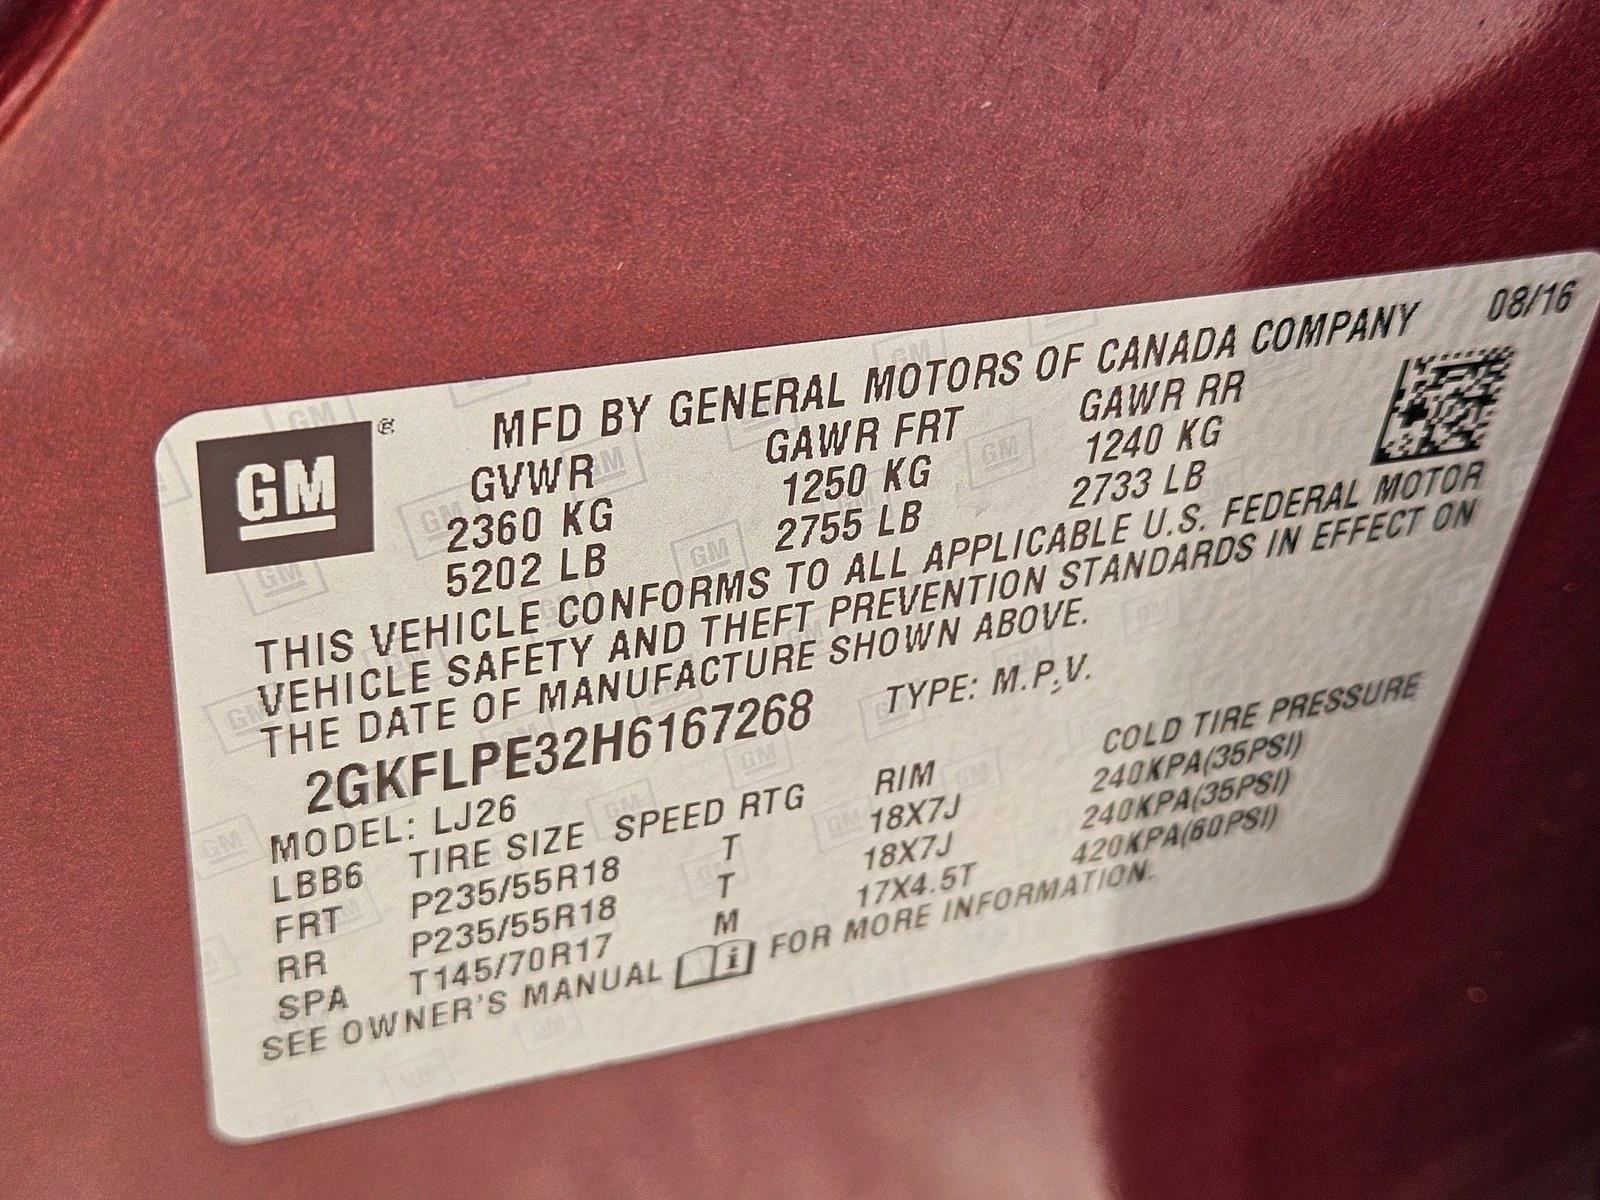 08/16
GM ®
MFD BY GENERAL MOTORS OF CANADA COMPANY
GVWR GAWR FRT GAWR RR
2360 KG 1250 KG 1240 KG
5202 LB 2755 LB 2733 LB
THIS VEHICLE CONFORMS TO ALL APPLICABLE U.S. FEDERAL MOTOR
VEHICLE SAFETY AND THEFT PREVENTION STANDARDS IN EFFECT ON
THE DATE OF MANUFACTURE SHOWN ABOVE.
2GKFLPE32H6167268 TYPE: M.P.V.
MODEL: LJ26
LBB6 TIRE SIZE SPEED RTG RIM COLD TIRE PRESSURE
FRT P235/55R18 T 18X7J 240KPA(35PSI)
RR P235/55R18 T 18X7J 240KPA(35PSI)
SPA T145/70R17 M 17X4.5T 420KPA(60PSI)
SEE OWNER'S MANUAL i FOR MORE INFORMATION.